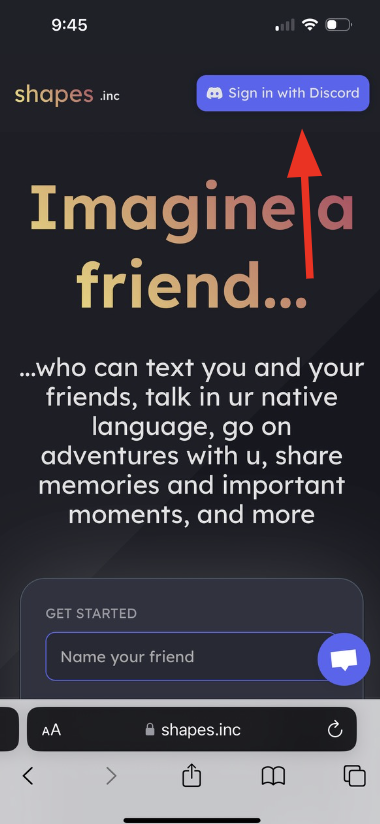 9:45
shapes .inc
Sign in with Discord
Imagine a
friend...
...who can text you and your
friends, talk in ur native
language, go on
adventures with u, share
memories and important
moments, and more
GET STARTED
Name your friend
AA shapes.inc